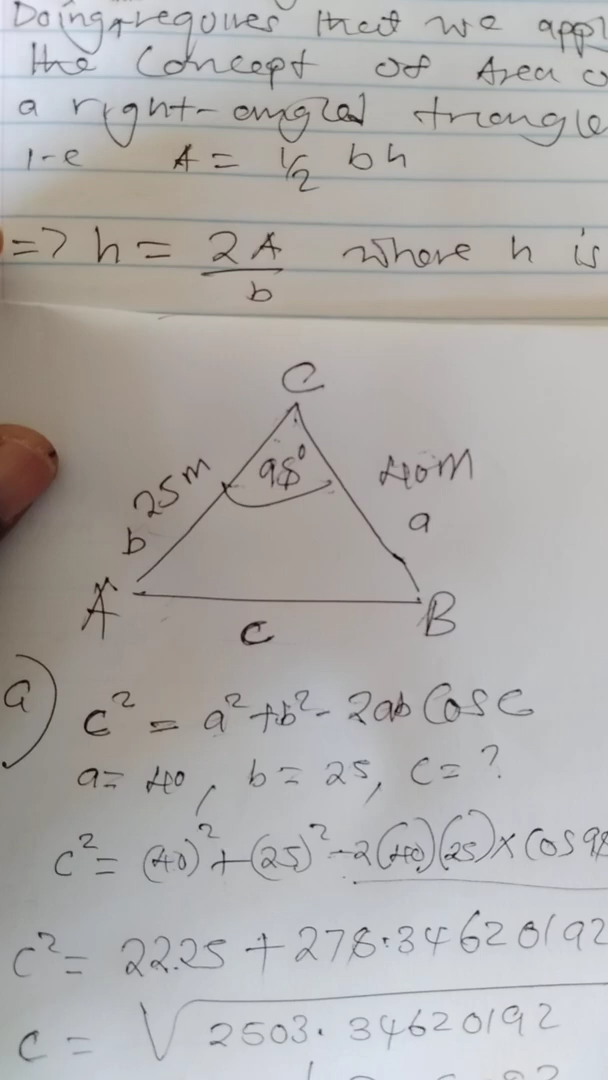 Doing requires that we appl
the Concept of Area o
a right-angled triangle
i-e A = 1/2 bh
=> h = 2A/b where h is
C
25m 98° 40m
b a
A B
c
a) c² = a² + b² - 2ab Cos C
a = 40, b = 25, c = ?
c² = (40)² + (25)² - 2(40)(25) × Cos 98
c² = 2225 + 278.34620192
c = √2503.34620192